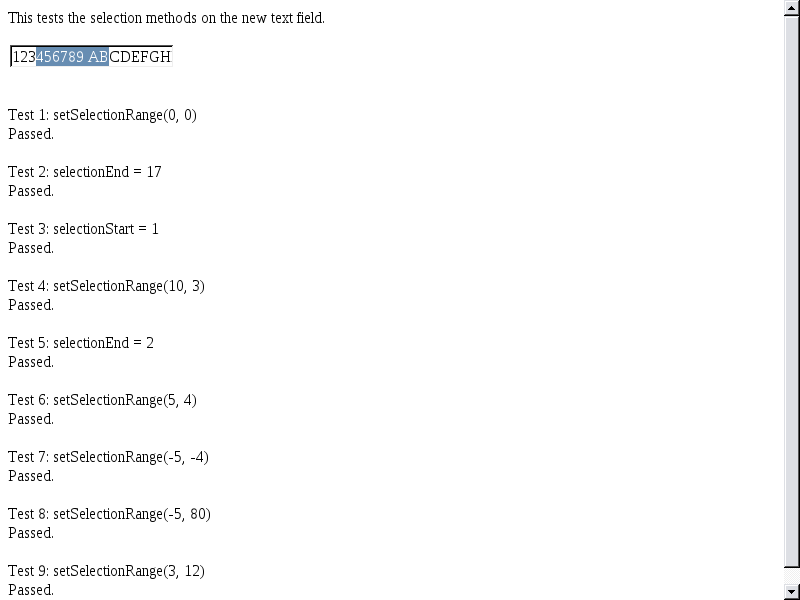 This tests the selection methods on the new text field.
123456789 ABCDEFGH
Test 1: setSelectionRange(0, 0)
Passed.
Test 2: selectionEnd = 17
Passed.
Test 3: selectionStart = 1
Passed.
Test 4: setSelectionRange(10, 3)
Passed.
Test 5: selectionEnd = 2
Passed.
Test 6: setSelectionRange(5, 4)
Passed.
Test 7: setSelectionRange(-5, -4)
Passed.
Test 8: setSelectionRange(-5, 80)
Passed.
Test 9: setSelectionRange(3, 12)
Passed.